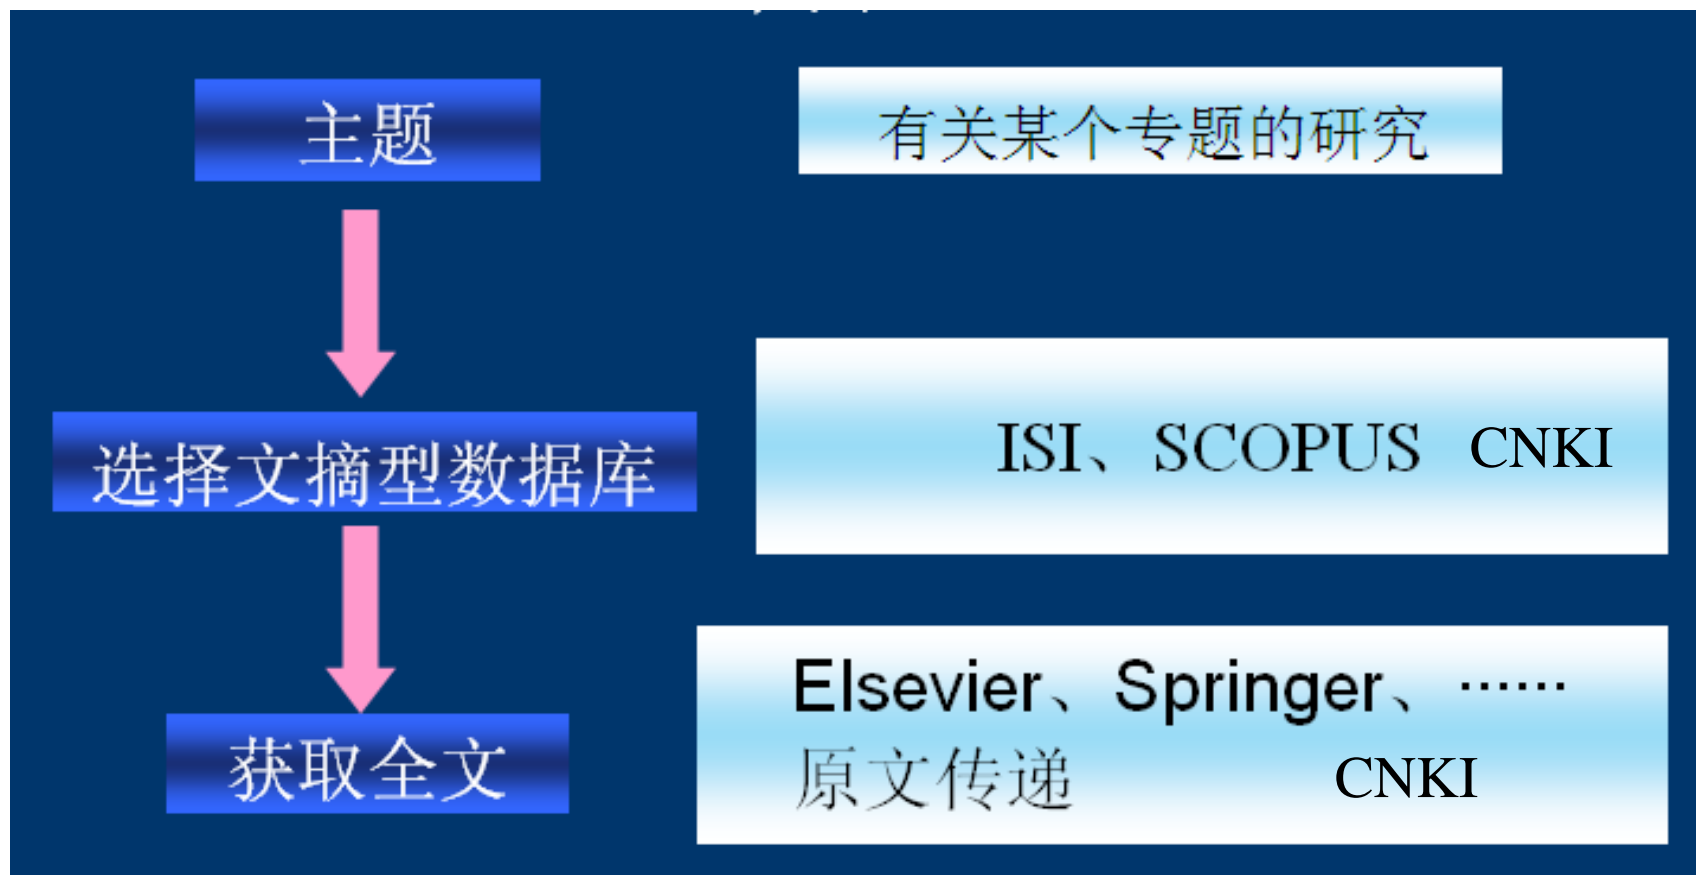 主题
有关某个专题的研究
选择文摘型数据库
ISI、SCOPUS CNKI
获取全文
Elsevier、Springer、……
原文传递 CNKI